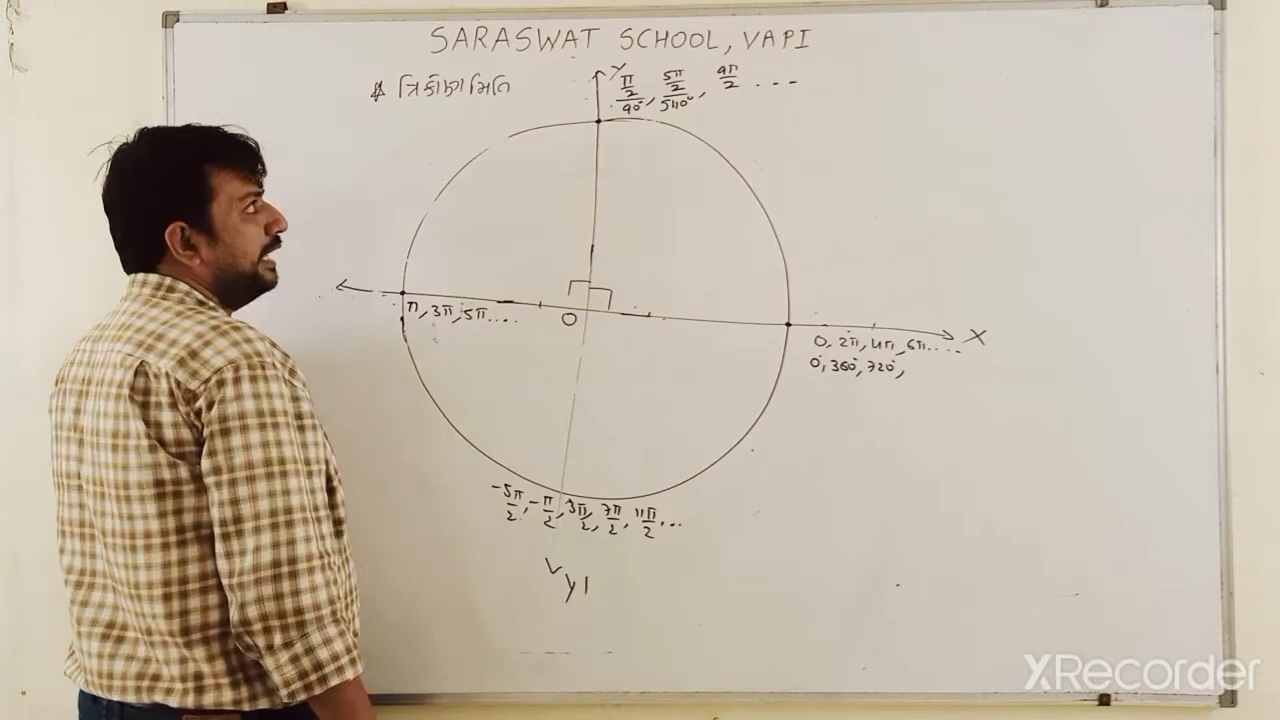 SARASWAT SCHOOL, VAPI
* ત્રિકોણમિતિ
Y
π/2, 5π/2, 9π/2 ...
90°, 540°
π, 3π, 5π....
O
X
0, 2π, 4π, 6π....
0°, 360°, 720°,
-5π/2, -π/2, 3π/2, 7π/2, 11π/2...
y1
XRecorder